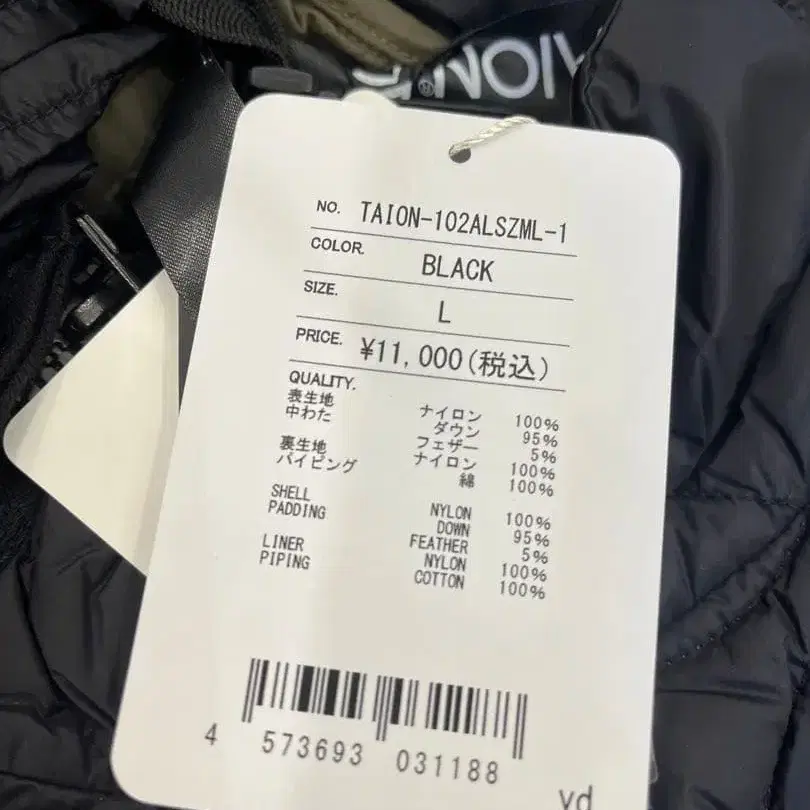 TAION
NO. TAION-102ALSZML-1
COLOR. BLACK
SIZE. L
PRICE. ¥11,000(税込)
QUALITY.
表生地 ナイロン 100%
中わた ダウン 95%
フェザー 5%
裏生地 ナイロン 100%
パイピング 綿 100%
SHELL NYLON 100%
PADDING DOWN 95%
FEATHER 5%
LINER NYLON 100%
PIPING COTTON 100%
4 573693 031188
yd